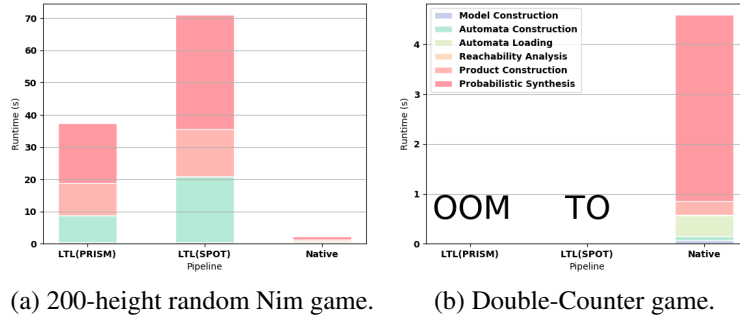 70
60
50
40
30
20
10
0
Runtime (s)
LTL(PRISM) LTL(SPOT) Native
Pipeline
Model Construction
Automata Construction
Automata Loading
Reachability Analysis
Product Construction
Probabilistic Synthesis
4
3
2
1
0
Runtime (s)
OOM TO
LTL(PRISM) LTL(SPOT) Native
Pipeline
(a) 200-height random Nim game.
(b) Double-Counter game.